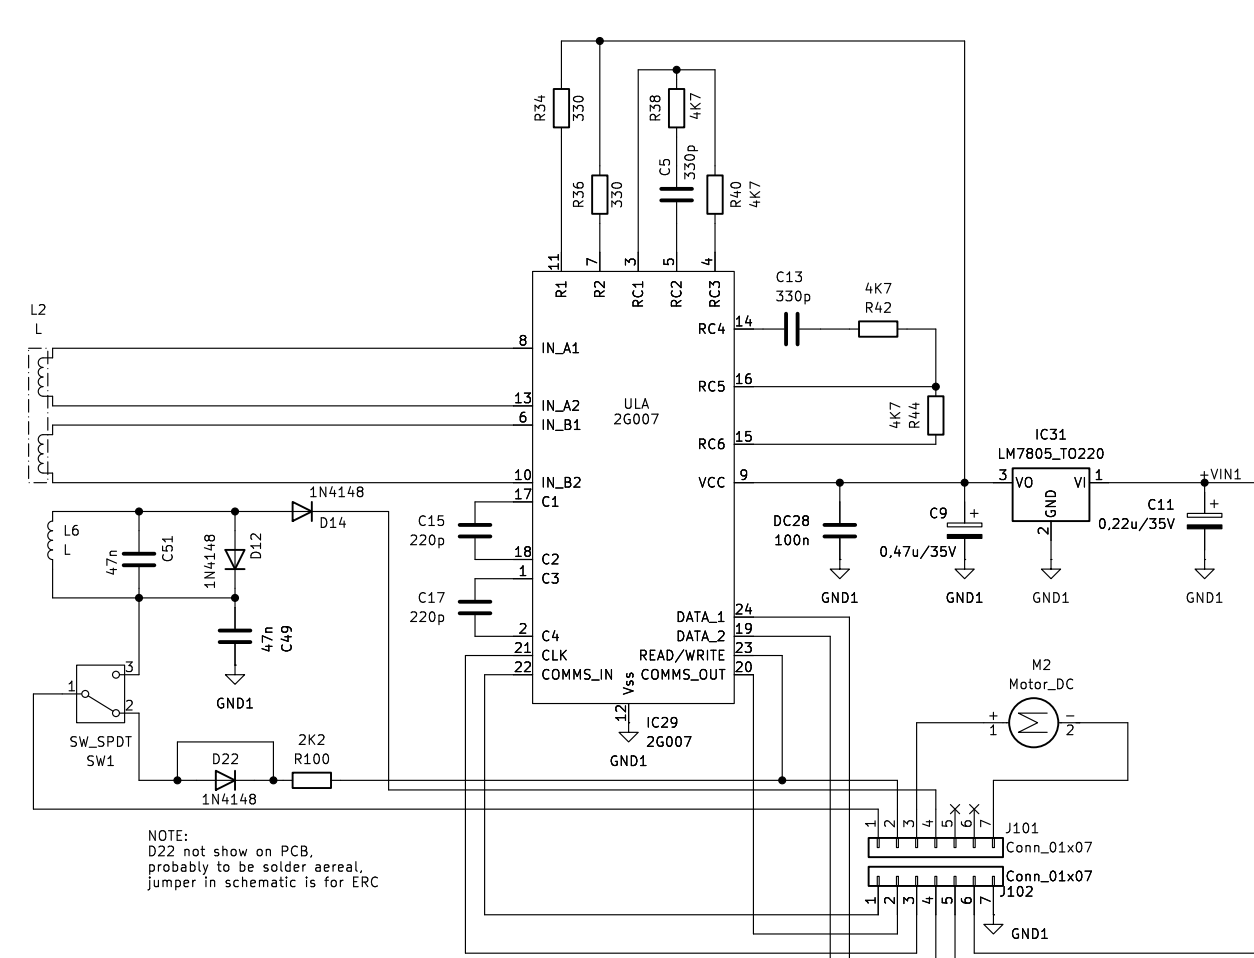 R34
330
R38
4K7
C5
330p
R36
330
R40
4K7
11
7
3
5
4
R1
R2
RC1
RC2
RC3
C13
330p
4K7
R42
L2
L
8
IN_A1
RC4
14
13
IN_A2
6
IN_B1
ULA
2G007
RC5
16
4K7
R44
RC6
15
10
IN_B2
VCC
9
IC31
LM7805_TO220
3
VO
VI
1
GND
2
+VIN1
17
C1
1N4148
D14
C15
220p
DC28
100n
C9
+
0,47u/35V
C11
+
0,22u/35V
L6
L
47n
C51
1N4148
D12
18
C2
1
C3
GND1
GND1
GND1
GND1
C17
220p
2
C4
DATA_1
24
DATA_2
19
47n
C49
21
CLK
READ/WRITE
23
22
COMMS_IN
COMMS_OUT
20
Vss
12
GND1
1
3
2
SW_SPDT
SW1
IC29
2G007
GND1
M2
Motor_DC
+
1
-
2
D22
1N4148
2K2
R100
NOTE:
D22 not show on PCB,
probably to be solder aereal,
jumper in schematic is for ERC
1
2
3
4
5
6
7
J101
Conn_01x07
Conn_01x07
J102
1
2
3
4
5
6
7
GND1